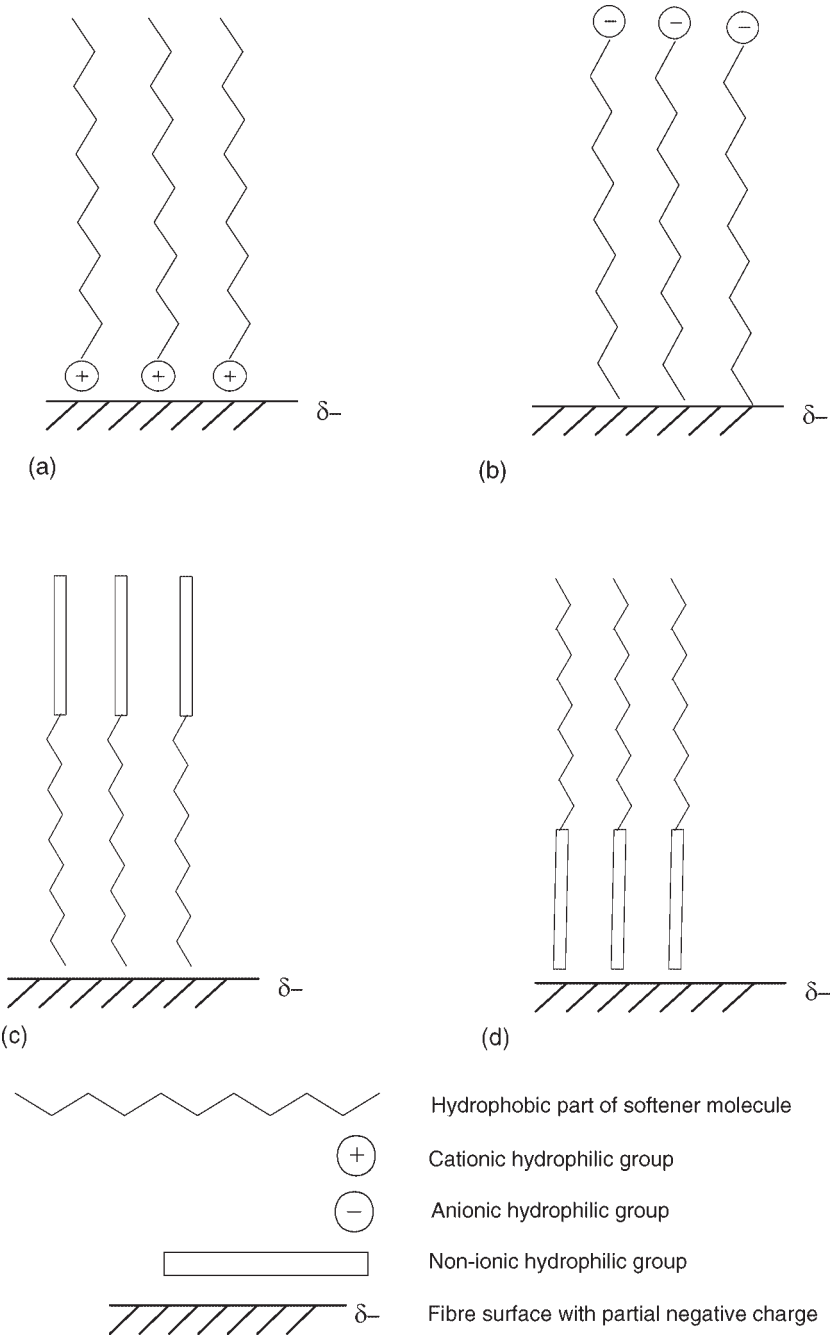 + + +
δ–
(a)
– – –
δ–
(b)
δ–
(c)
δ–
(d)
Hydrophobic part of softener molecule
+ Cationic hydrophilic group
– Anionic hydrophilic group
Non-ionic hydrophilic group
δ– Fibre surface with partial negative charge